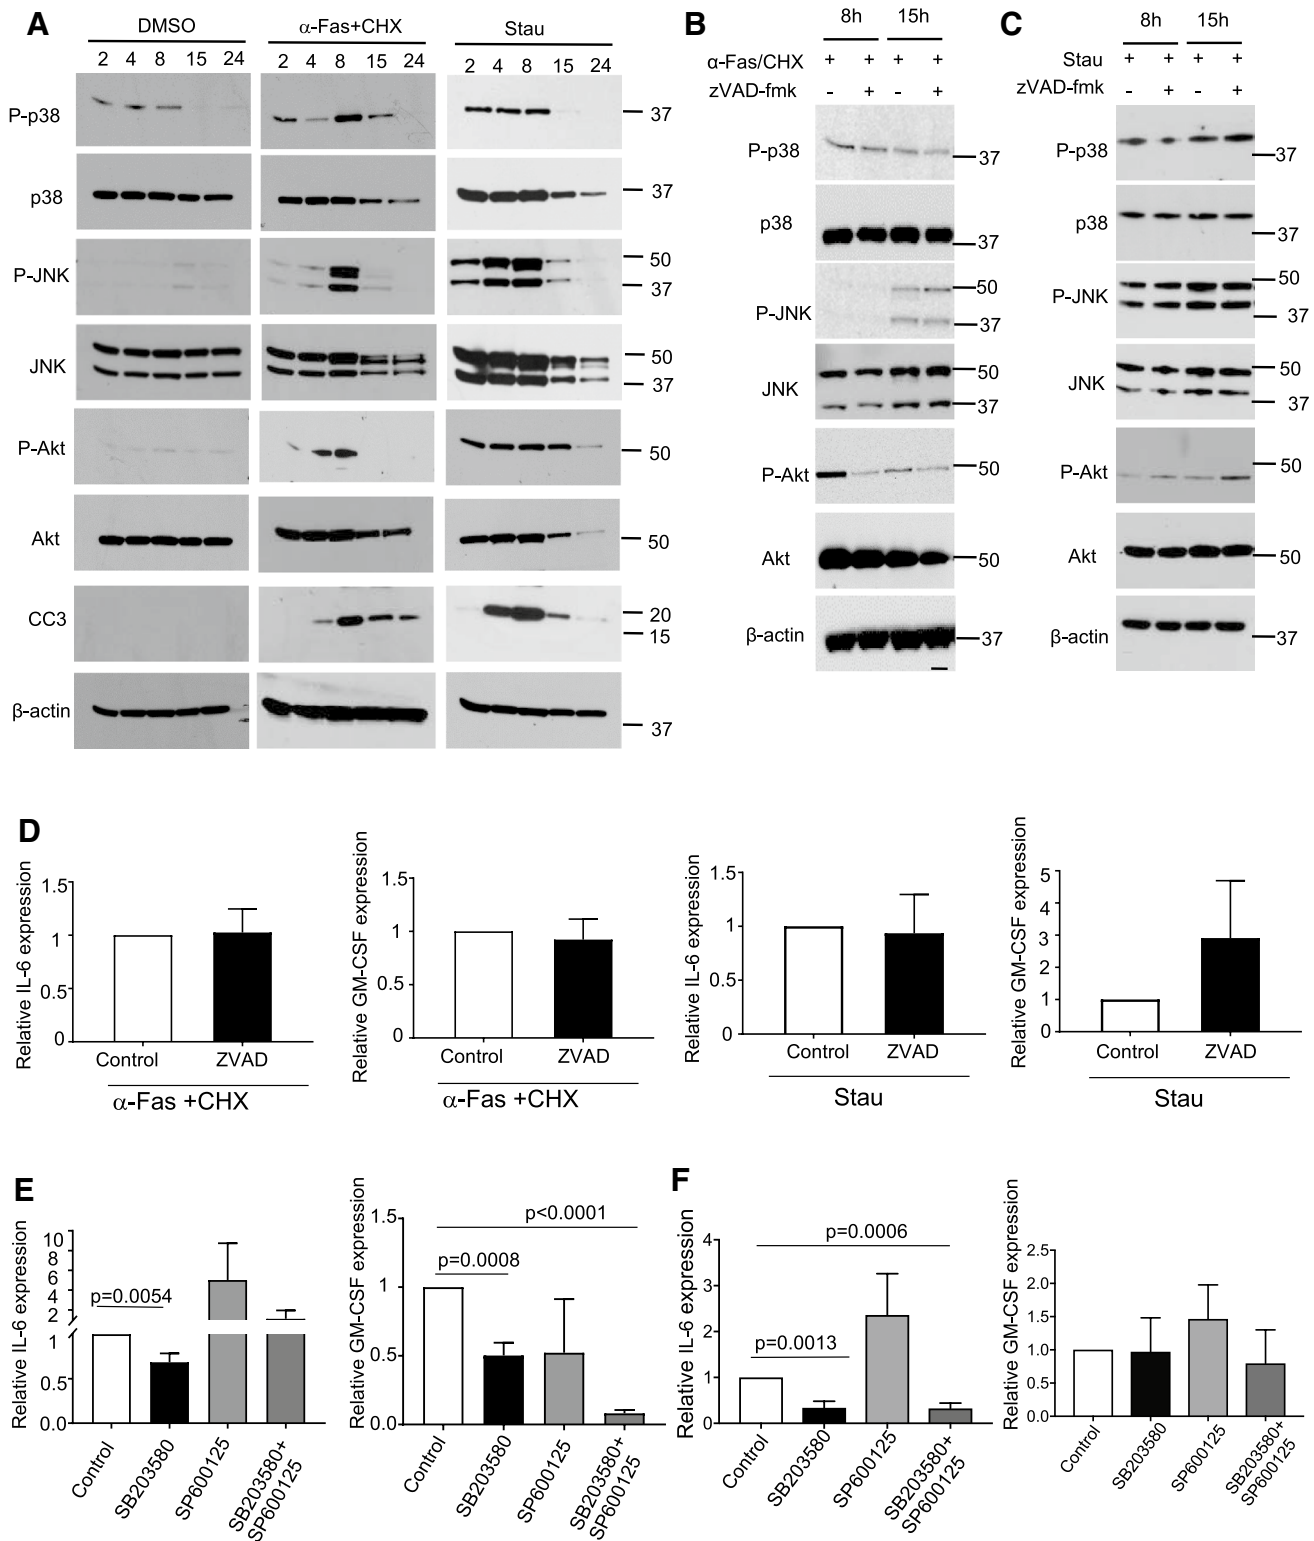 A
DMSO
α-Fas+CHX
Stau
2 4 8 15 24
2 4 8 15 24
2 4 8 15 24
P-p38
37
p38
37
P-JNK
50
37
JNK
50
37
P-Akt
50
Akt
50
CC3
20
15
β-actin
37
B
8h 15h
α-Fas/CHX + + + +
zVAD-fmk - + - +
P-p38
37
p38
37
P-JNK
50
37
JNK
50
37
P-Akt
50
Akt
50
β-actin
37
C
8h 15h
Stau + + + +
zVAD-fmk - + - +
P-p38
37
p38
37
P-JNK
50
37
JNK
50
37
P-Akt
50
Akt
50
β-actin
37
D
Relative IL-6 expression
1.5
1
0.5
0
Control ZVAD
α-Fas +CHX
Relative GM-CSF expression
1.5
1
0.5
0
Control ZVAD
α-Fas +CHX
Relative IL-6 expression
1.5
1
0.5
0
Control ZVAD
Stau
Relative GM-CSF expression
5
4
3
2
1
0
Control ZVAD
Stau
E
Relative IL-6 expression
10
8
6
4
2
1
0.5
0.0
p=0.0054
Control
SB203580
SP600125
SB203580+
SP600125
Relative GM-CSF expression
1.5
1
0.5
0.0
p<0.0001
p=0.0008
Control
SB203580
SP600125
SB203580+
SP600125
F
Relative IL-6 expression
4
3
2
1
0
p=0.0006
p=0.0013
Control
SB203580
SP600125
SB203580+
SP600125
Relative GM-CSF expression
2.5
2.0
1.5
1.0
0.5
0.0
Control
SB203580
SP600125
SB203580+
SP600125